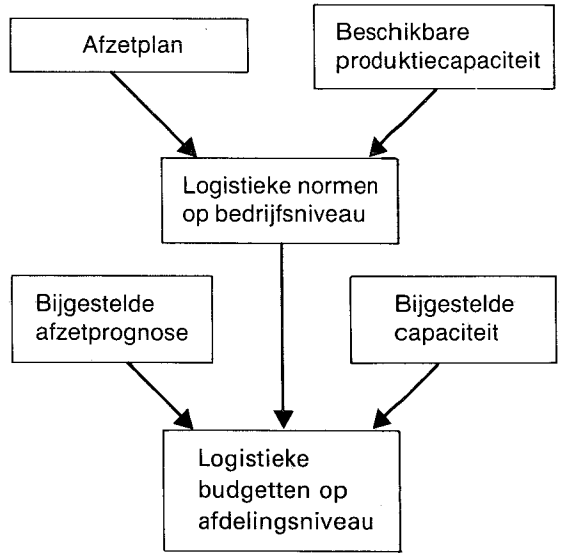 Afzetplan
Beschikbare
produktiecapaciteit
Logistieke normen
op bedrijfsniveau
Bijgestelde
afzetprognose
Bijgestelde
capaciteit
Logistieke
budgetten op
afdelingsniveau